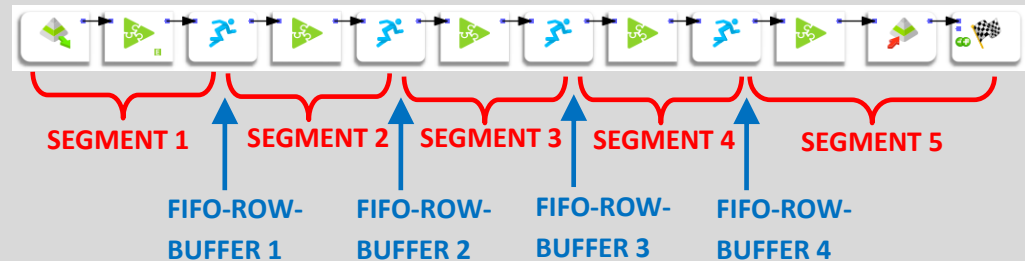 SEGMENT 1
SEGMENT 2
SEGMENT 3
SEGMENT 4
SEGMENT 5
FIFO-ROW-
BUFFER 1
FIFO-ROW-
BUFFER 2
FIFO-ROW-
BUFFER 3
FIFO-ROW-
BUFFER 4